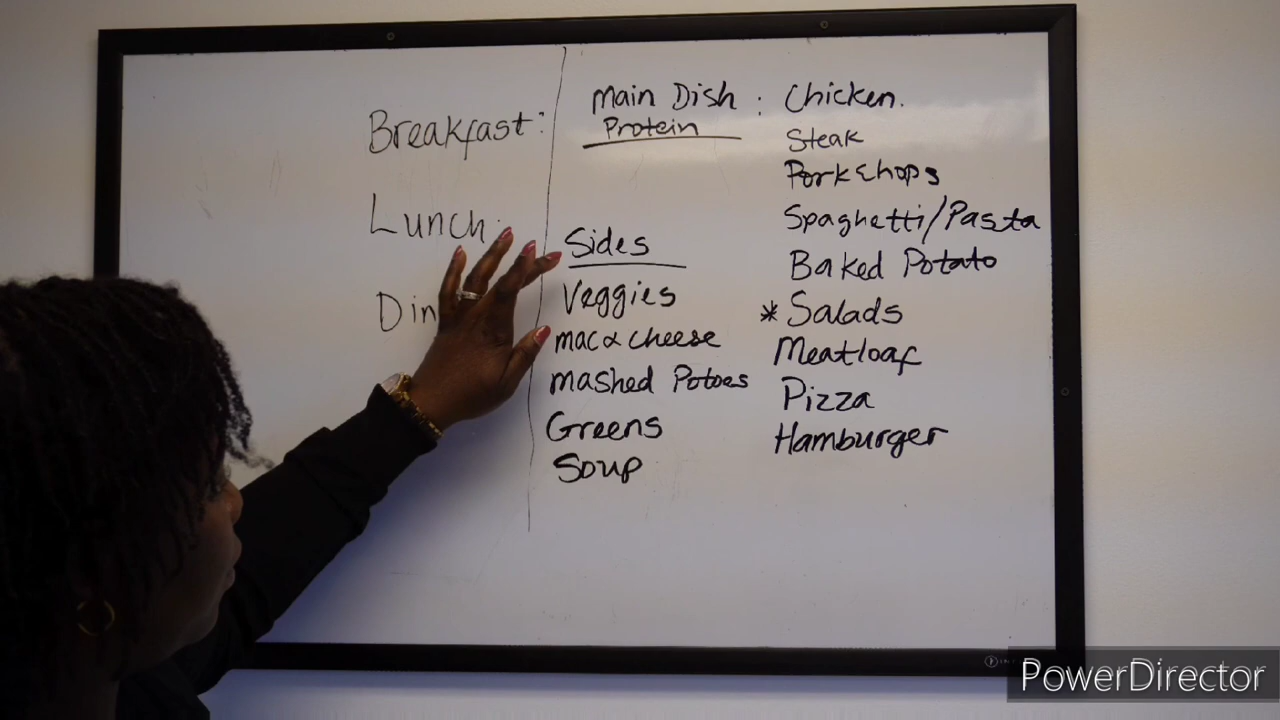 Breakfast:
Lunch:
Din
Main Dish : Chicken.
Protein
Steak
Pork Chops
Spaghetti/Pasta
Baked Potato
* Salads
Meatloaf
Pizza
Hamburger
Sides
Veggies
mac & cheese
mashed Potoes
Greens
Soup
PowerDirector